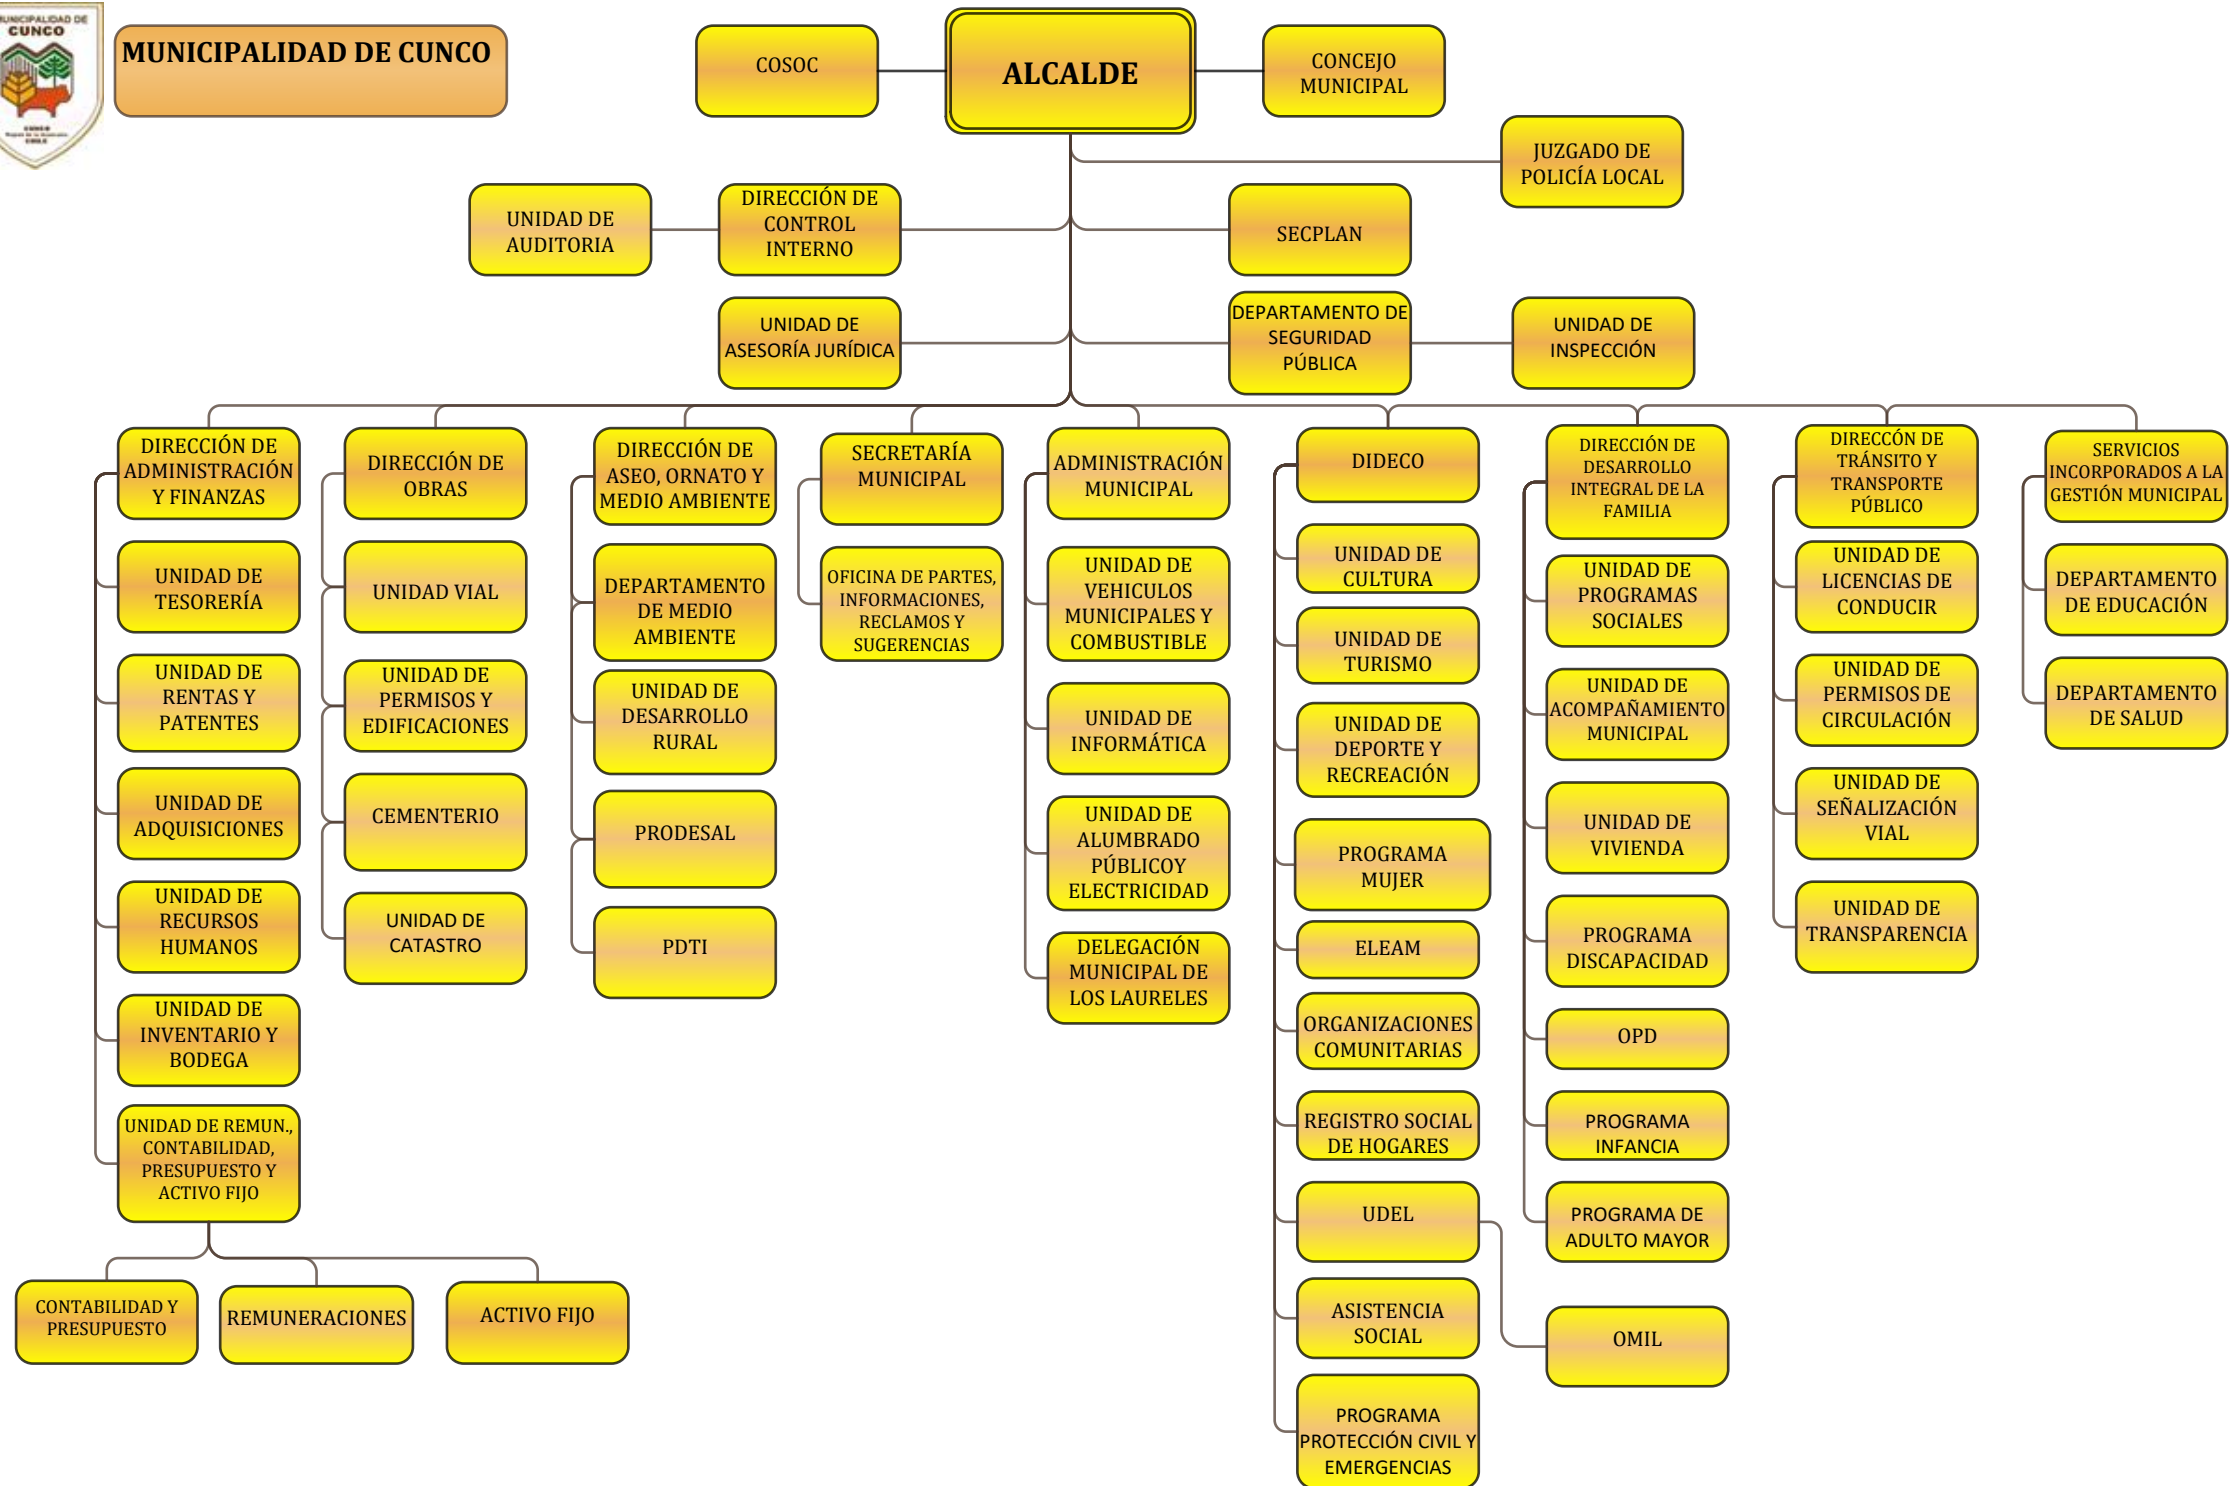 MUNICIPALIDAD DE
CUNCO
MUNICIPALIDAD DE CUNCO
COSOC
ALCALDE
CONCEJO
MUNICIPAL
JUZGADO DE
POLICÍA LOCAL
UNIDAD DE
AUDITORIA
DIRECCIÓN DE
CONTROL
INTERNO
SECPLAN
UNIDAD DE
ASESORÍA JURÍDICA
DEPARTAMENTO DE
SEGURIDAD
PÚBLICA
UNIDAD DE
INSPECCIÓN
DIRECCIÓN DE
ADMINISTRACIÓN
Y FINANZAS
UNIDAD DE
TESORERÍA
UNIDAD DE
RENTAS Y
PATENTES
UNIDAD DE
ADQUISICIONES
UNIDAD DE
RECURSOS
HUMANOS
UNIDAD DE
INVENTARIO Y
BODEGA
UNIDAD DE REMUN.,
CONTABILIDAD,
PRESUPUESTO Y
ACTIVO FIJO
CONTABILIDAD Y
PRESUPUESTO
REMUNERACIONES
ACTIVO FIJO
DIRECCIÓN DE
OBRAS
UNIDAD VIAL
UNIDAD DE
PERMISOS Y
EDIFICACIONES
CEMENTERIO
UNIDAD DE
CATASTRO
DIRECCIÓN DE
ASEO, ORNATO Y
MEDIO AMBIENTE
DEPARTAMENTO
DE MEDIO
AMBIENTE
UNIDAD DE
DESARROLLO
RURAL
PRODESAL
PDTI
SECRETARÍA
MUNICIPAL
OFICINA DE PARTES,
INFORMACIONES,
RECLAMOS Y
SUGERENCIAS
ADMINISTRACIÓN
MUNICIPAL
UNIDAD DE
VEHICULOS
MUNICIPALES Y
COMBUSTIBLE
UNIDAD DE
INFORMÁTICA
UNIDAD DE
ALUMBRADO
PÚBLICOY
ELECTRICIDAD
DELEGACIÓN
MUNICIPAL DE
LOS LAURELES
DIDECO
UNIDAD DE
CULTURA
UNIDAD DE
TURISMO
UNIDAD DE
DEPORTE Y
RECREACIÓN
PROGRAMA
MUJER
ELEAM
ORGANIZACIONES
COMUNITARIAS
REGISTRO SOCIAL
DE HOGARES
UDEL
ASISTENCIA
SOCIAL
PROGRAMA
PROTECCIÓN CIVIL Y
EMERGENCIAS
DIRECCIÓN DE
DESARROLLO
INTEGRAL DE LA
FAMILIA
UNIDAD DE
PROGRAMAS
SOCIALES
UNIDAD DE
ACOMPAÑAMIENTO
MUNICIPAL
UNIDAD DE
VIVIENDA
PROGRAMA
DISCAPACIDAD
OPD
PROGRAMA
INFANCIA
PROGRAMA DE
ADULTO MAYOR
OMIL
DIRECCÓN DE
TRÁNSITO Y
TRANSPORTE
PÚBLICO
UNIDAD DE
LICENCIAS DE
CONDUCIR
UNIDAD DE
PERMISOS DE
CIRCULACIÓN
UNIDAD DE
SEÑALIZACIÓN
VIAL
UNIDAD DE
TRANSPARENCIA
SERVICIOS
INCORPORADOS A LA
GESTIÓN MUNICIPAL
DEPARTAMENTO
DE EDUCACIÓN
DEPARTAMENTO
DE SALUD